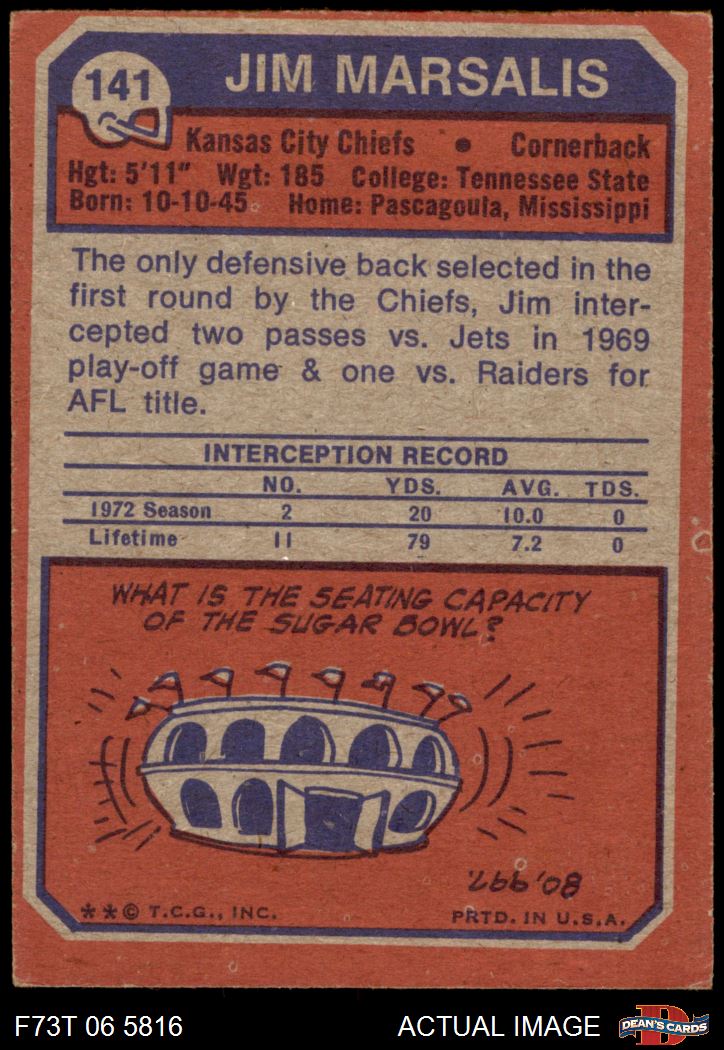 141
JIM MARSALIS
Kansas City Chiefs • Cornerback
Hgt: 5'11" Wgt: 185 College: Tennessee State
Born: 10-10-45 Home: Pascagoula, Mississippi
The only defensive back selected in the
first round by the Chiefs, Jim inter-
cepted two passes vs. Jets in 1969
play-off game & one vs. Raiders for
AFL title.
INTERCEPTION RECORD
NO. YDS. AVG. TDS.
1972 Season 2 20 10.0 0
Lifetime 11 79 7.2 0
WHAT IS THE SEATING CAPACITY
OF THE SUGAR BOWL?
80,997.
**© T.C.G., INC. PRTD. IN U.S.A.
F73T 06 5816 ACTUAL IMAGE D DEAN'S CARDS